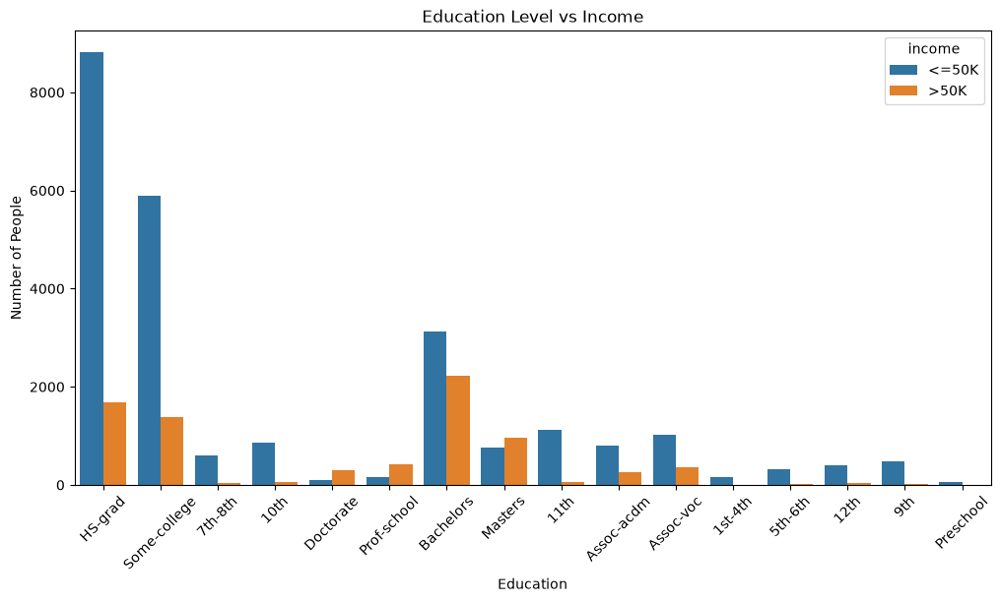 Education Level vs Income
income
<=50K
>50K
Number of People
8000
6000
4000
2000
0
HS-grad
Some-college
7th-8th
10th
Doctorate
Prof-school
Bachelors
Masters
11th
Assoc-acdm
Assoc-voc
1st-4th
5th-6th
12th
9th
Preschool
Education